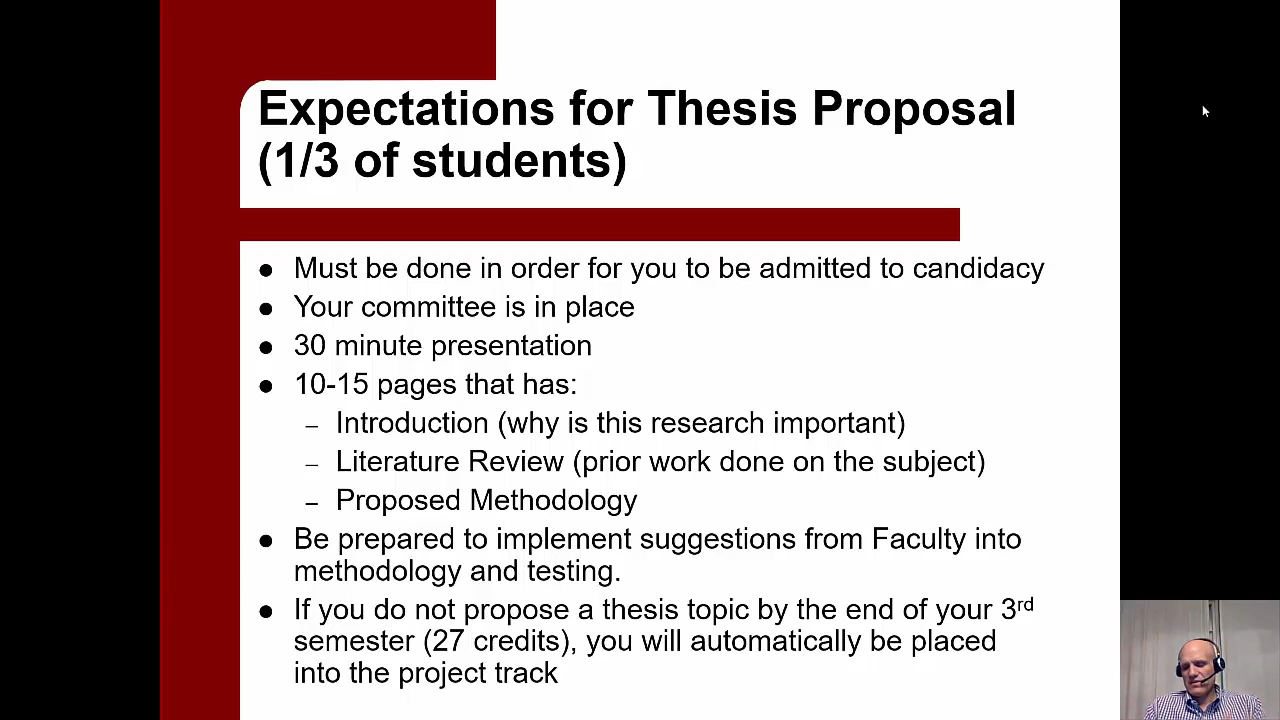 Expectations for Thesis Proposal
(1/3 of students)
● Must be done in order for you to be admitted to candidacy
● Your committee is in place
● 30 minute presentation
● 10-15 pages that has:
– Introduction (why is this research important)
– Literature Review (prior work done on the subject)
– Proposed Methodology
● Be prepared to implement suggestions from Faculty into
methodology and testing.
● If you do not propose a thesis topic by the end of your 3rd
semester (27 credits), you will automatically be placed
into the project track